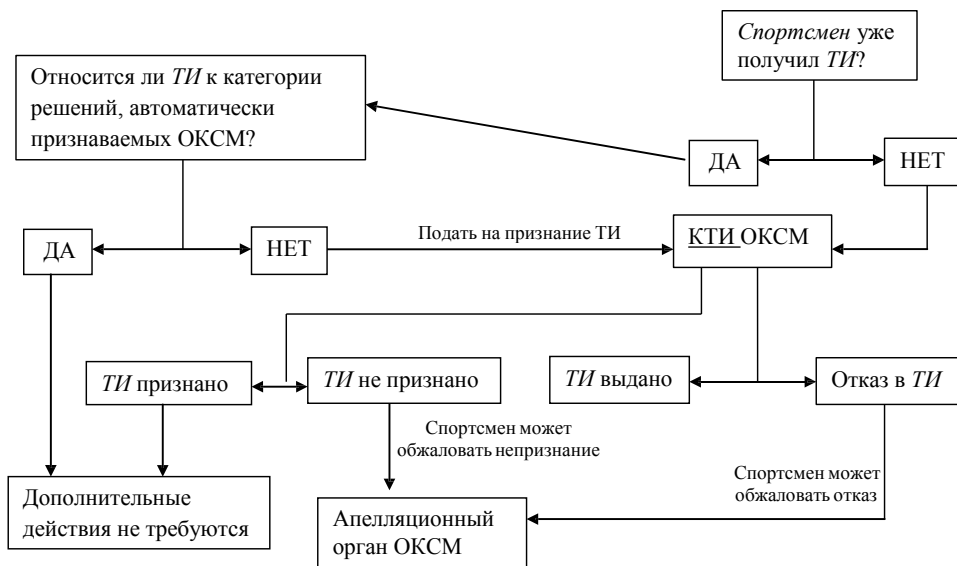 Спортсмен уже
получил ТИ?
Относится ли ТИ к категории
решений, автоматически
признаваемых ОКСМ?
ДА
НЕТ
ДА
НЕТ
Подать на признание ТИ
КТИ ОКСМ
ТИ признано
ТИ не признано
ТИ выдано
Отказ в ТИ
Спортсмен может
обжаловать непризнание
Спортсмен может
обжаловать отказ
Дополнительные
действия не требуются
Апелляционный
орган ОКСМ